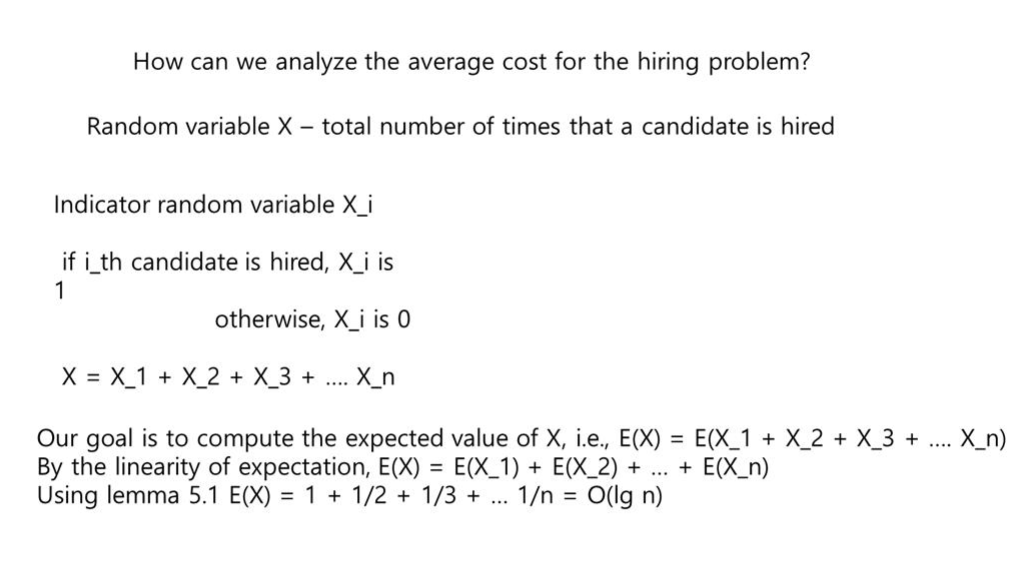 How can we analyze the average cost for the hiring problem?
Random variable X – total number of times that a candidate is hired
Indicator random variable X_i
if i_th candidate is hired, X_i is
1
otherwise, X_i is 0
X = X_1 + X_2 + X_3 + .... X_n
Our goal is to compute the expected value of X, i.e., E(X) = E(X_1 + X_2 + X_3 + .... X_n)
By the linearity of expectation, E(X) = E(X_1) + E(X_2) + ... + E(X_n)
Using lemma 5.1 E(X) = 1 + 1/2 + 1/3 + ... 1/n = O(lg n)